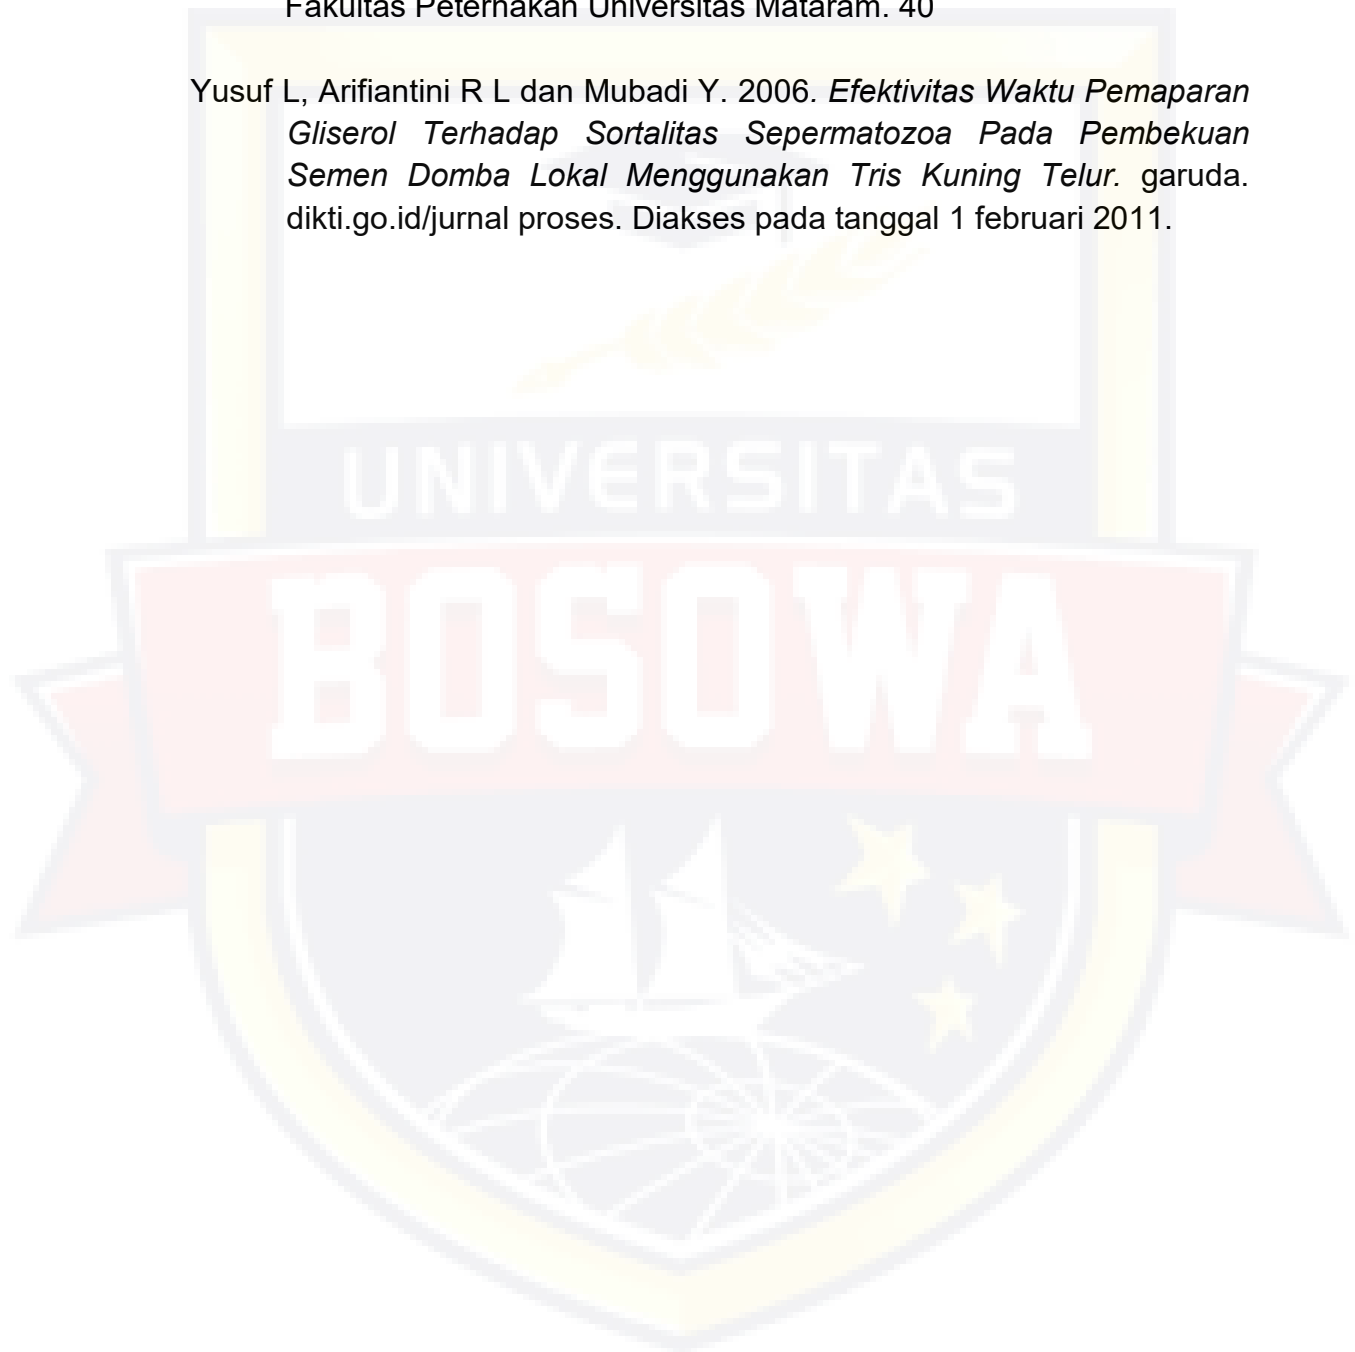 Fakultas Peternakan Universitas Mataram. 40
Yusuf L, Arifiantini R L dan Mubadi Y. 2006. Efektivitas Waktu Pemaparan
Gliserol Terhadap Sortalitas Sepermatozoa Pada Pembekuan
Semen Domba Lokal Menggunakan Tris Kuning Telur. garuda.
dikti.go.id/jurnal proses. Diakses pada tanggal 1 februari 2011.
UNIVERSITAS
BOSOWA